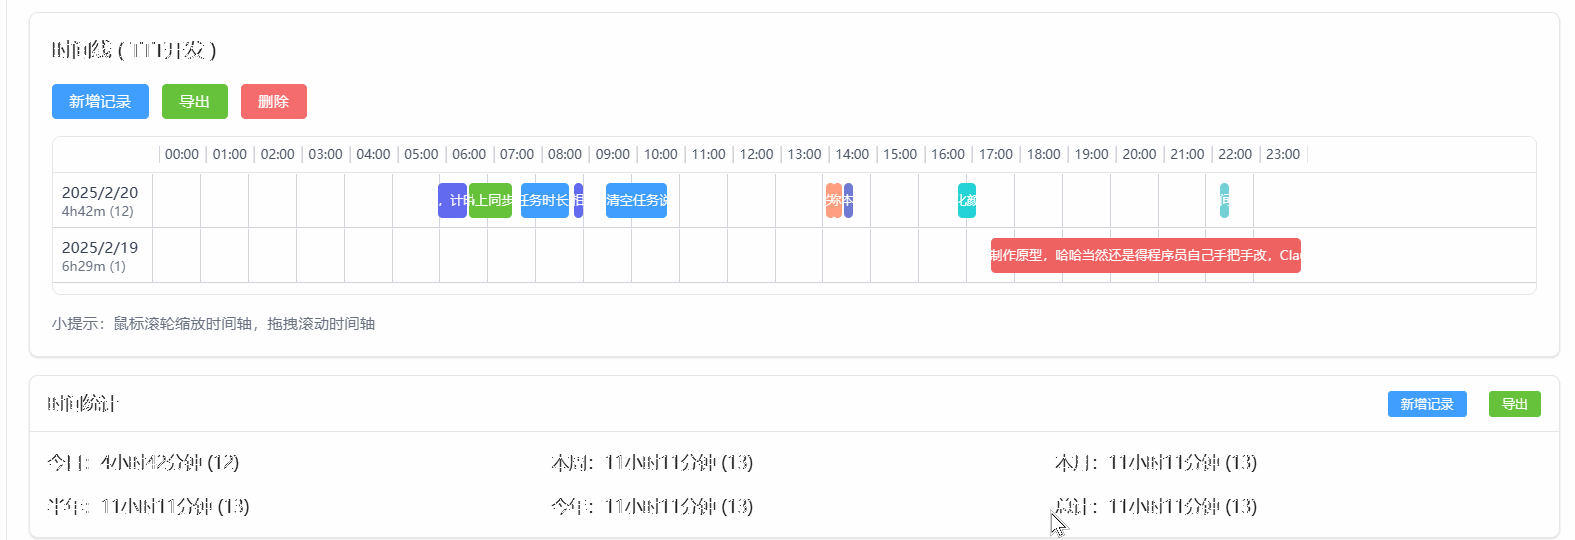 时间线 ( TTT开发 )
新增记录 导出 删除
00:00 01:00 02:00 03:00 04:00 05:00 06:00 07:00 08:00 09:00 10:00 11:00 12:00 13:00 14:00 15:00 16:00 17:00 18:00 19:00 20:00 21:00 22:00 23:00
2025/2/20
4h42m (12)
，计时 上同步 任务时长 相 清空任务说 你 本 化 颜 间
2025/2/19
6h29m (1)
制作原型，哈哈当然还是得程序员自己手把手改，Cla
小提示：鼠标滚轮缩放时间轴，拖拽滚动时间轴
时间统计
新增记录 导出
今日：4小时42分钟 (12) 本周：11小时11分钟 (13) 本月：11小时11分钟 (13)
半年：11小时11分钟 (13) 今年：11小时11分钟 (13) 总计：11小时11分钟 (13)